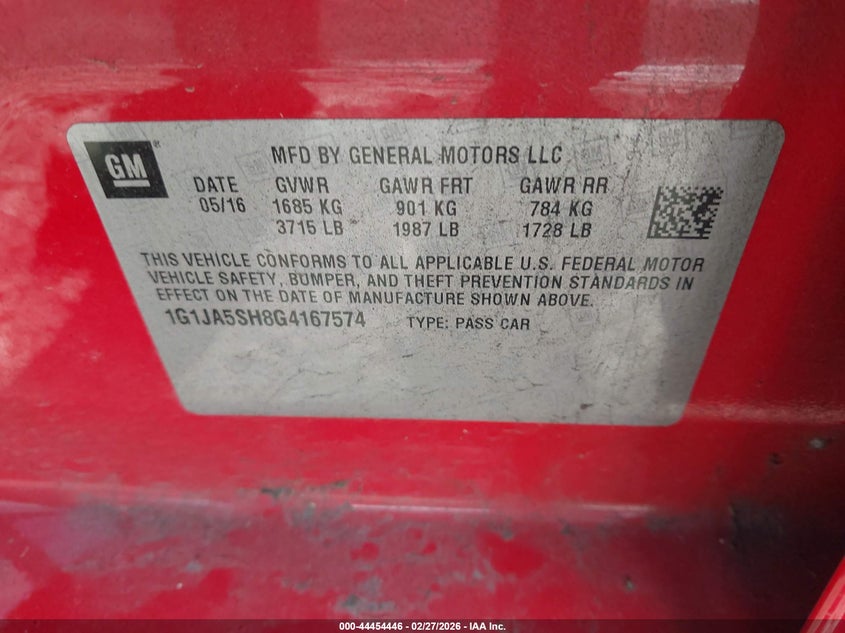 GM ®
MFD BY GENERAL MOTORS LLC
DATE GVWR GAWR FRT GAWR RR
05/16 1685 KG 901 KG 784 KG
3715 LB 1987 LB 1728 LB
THIS VEHICLE CONFORMS TO ALL APPLICABLE U.S. FEDERAL MOTOR
VEHICLE SAFETY, BUMPER, AND THEFT PREVENTION STANDARDS IN
EFFECT ON THE DATE OF MANUFACTURE SHOWN ABOVE.
1G1JA5SH8G4167574 TYPE: PASS CAR
000-44454446 - 02/27/2026 - IAA Inc.